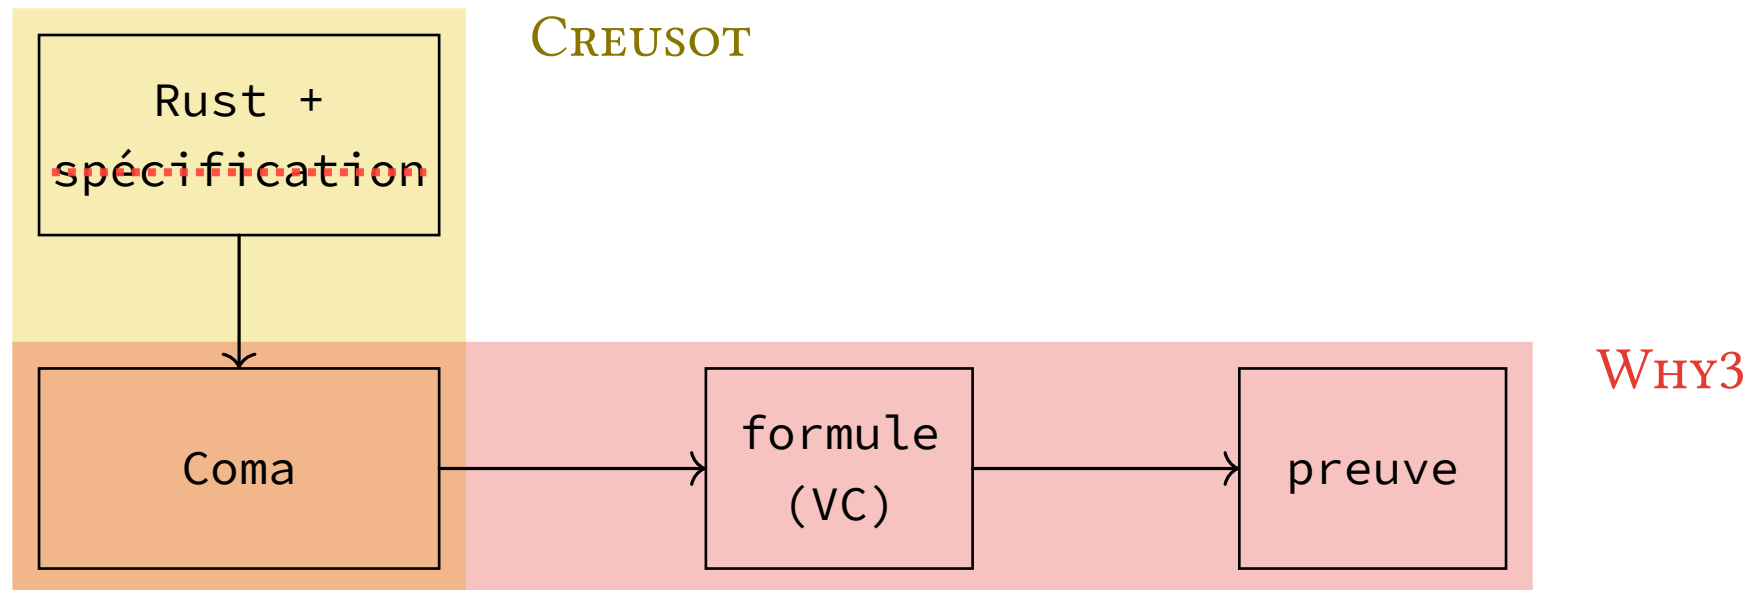 CREUSOT
Rust +
spécification
WHY3
Coma
formule
(VC)
preuve